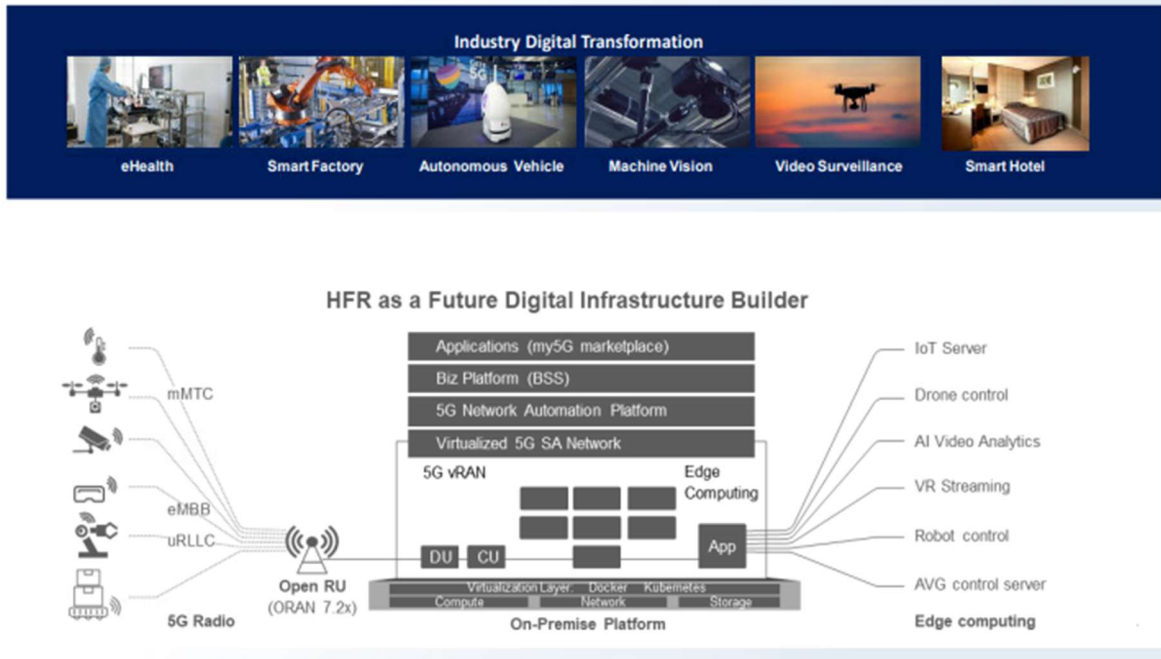 Industry Digital Transformation
5G
eHealth
Smart Factory
Autonomous Vehicle
Machine Vision
Video Surveillance
Smart Hotel
HFR as a Future Digital Infrastructure Builder
Applications (my5G marketplace)
Biz Platform (BSS)
5G Network Automation Platform
Virtualized 5G SA Network
mMTC
eMBB
uRLLC
Open RU
(ORAN 7.2x)
5G Radio
5G vRAN
Edge
Computing
DU
CU
App
Virtualization Layer: Docker Kubernetes
Compute
Network
Storage
On-Premise Platform
IoT Server
Drone control
AI Video Analytics
VR Streaming
Robot control
AVG control server
Edge computing